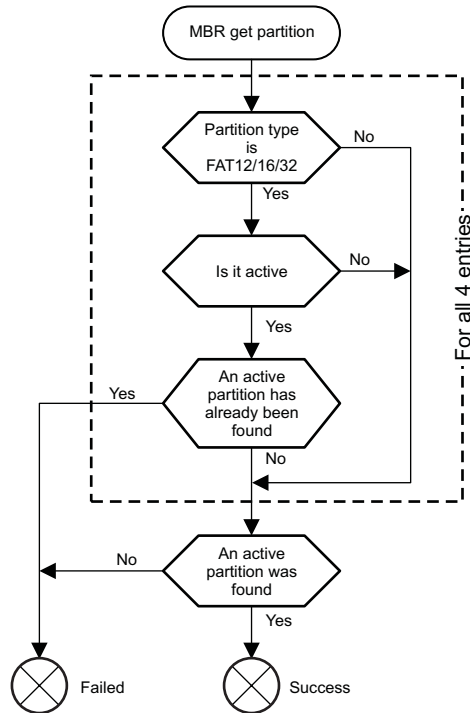 MBR get partition
Partition type
is
FAT12/16/32
No
Yes
Is it active
No
Yes
An active
partition has
already been
found
Yes
No
For all 4 entries
An active
partition was
found
No
Yes
Failed
Success